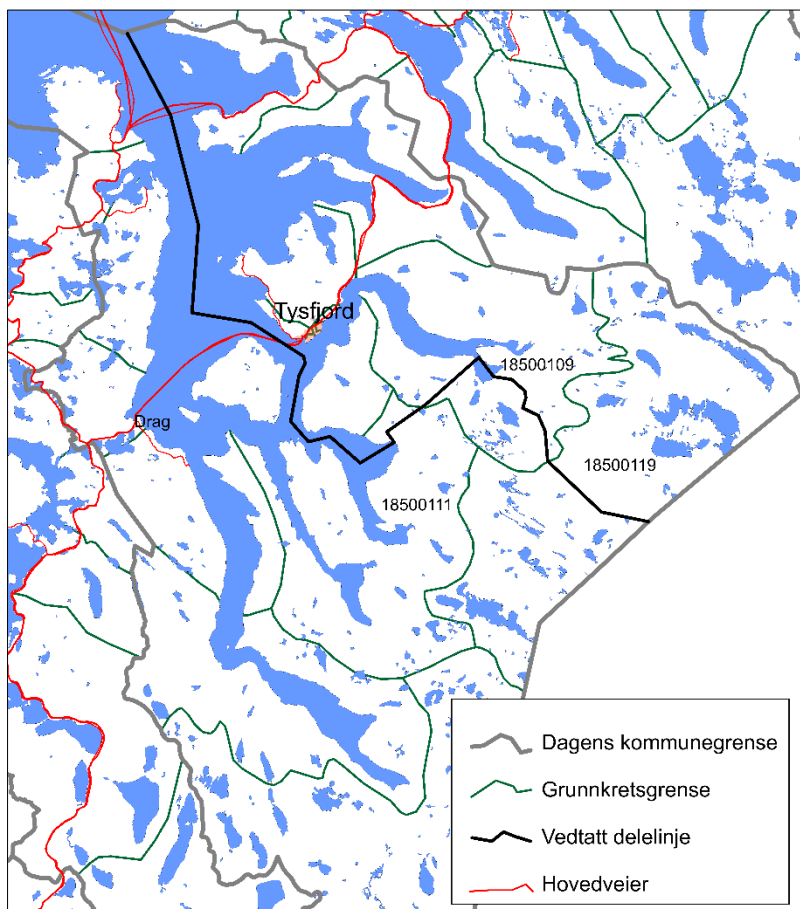 Tysfjord
18500109
Drag
18500119
18500111
Dagens kommunegrense
Grunnkretsgrense
Vedtatt delelinje
Hovedveier